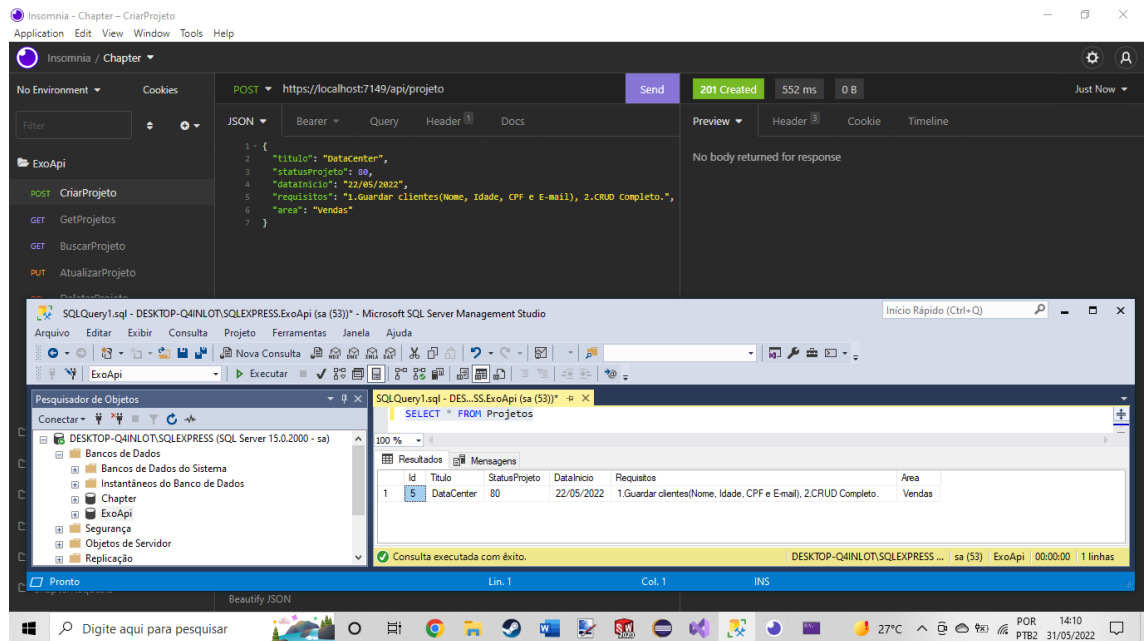 Insomnia - Chapter – CriarProjeto
Application Edit View Window Tools Help
Insomnia / Chapter
No Environment Cookies
POST https://localhost:7149/api/projeto Send
201 Created 552 ms 0 B Just Now
Filter
JSON Bearer Query Header 1 Docs
Preview Header 3 Cookie Timeline
ExoApi
POST CriarProjeto
GET GetProjetos
GET BuscarProjeto
PUT AtualizarProjeto
1 {
2 "titulo": "DataCenter",
3 "statusProjeto": 80,
4 "dataInicio": "22/05/2022",
5 "requisitos": "1.Guardar clientes(Nome, Idade, CPF e E-mail), 2.CRUD Completo.",
6 "area": "Vendas"
7 }
No body returned for response
SQLQuery1.sql - DESKTOP-Q4INLOT\SQLEXPRESS.ExoApi (sa (53))* - Microsoft SQL Server Management Studio
Início Rápido (Ctrl+Q)
Arquivo Editar Exibir Consulta Projeto Ferramentas Janela Ajuda
Nova Consulta
ExoApi Executar
Pesquisador de Objetos
Conectar
DESKTOP-Q4INLOT\SQLEXPRESS (SQL Server 15.0.2000 - sa)
Bancos de Dados
Bancos de Dados do Sistema
Instantâneos do Banco de Dados
Chapter
ExoApi
Segurança
Objetos de Servidor
Replicação
SQLQuery1.sql - DES...SS.ExoApi (sa (53))*
SELECT * FROM Projetos
100 %
Resultados Mensagens
Id Titulo StatusProjeto DataInicio Requisitos Area
1 5 DataCenter 80 22/05/2022 1.Guardar clientes(Nome, Idade, CPF e E-mail), 2.CRUD Completo. Vendas
Consulta executada com êxito. DESKTOP-Q4INLOT\SQLEXPRESS ... sa (53) ExoApi 00:00:00 1 linhas
Pronto Lin. 1 Col. 1 INS
Beautify JSON
Digite aqui para pesquisar
27°C
POR
PTB2
14:10
31/05/2022